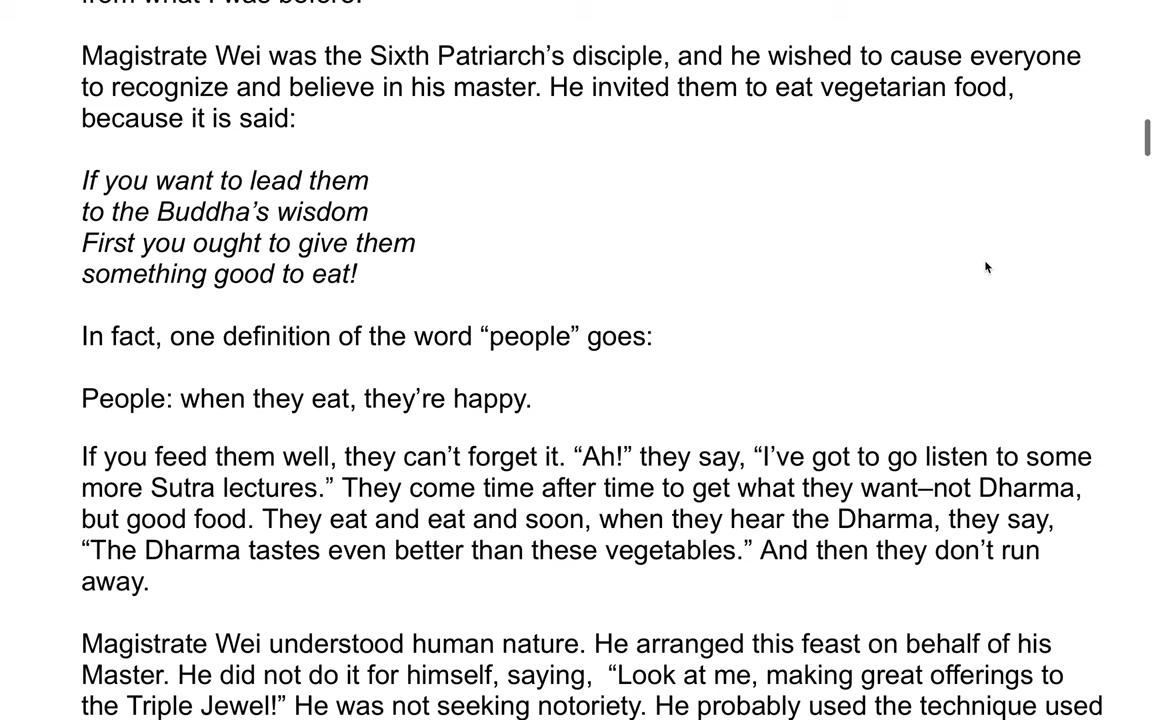 from what I was before.
Magistrate Wei was the Sixth Patriarch’s disciple, and he wished to cause everyone
to recognize and believe in his master. He invited them to eat vegetarian food,
because it is said:
If you want to lead them
to the Buddha’s wisdom
First you ought to give them
something good to eat!
In fact, one definition of the word “people” goes:
People: when they eat, they’re happy.
If you feed them well, they can’t forget it. “Ah!” they say, “I’ve got to go listen to some
more Sutra lectures.” They come time after time to get what they want–not Dharma,
but good food. They eat and eat and soon, when they hear the Dharma, they say,
“The Dharma tastes even better than these vegetables.” And then they don’t run
away.
Magistrate Wei understood human nature. He arranged this feast on behalf of his
Master. He did not do it for himself, saying,  “Look at me, making great offerings to
the Triple Jewel!” He was not seeking notoriety. He probably used the technique used